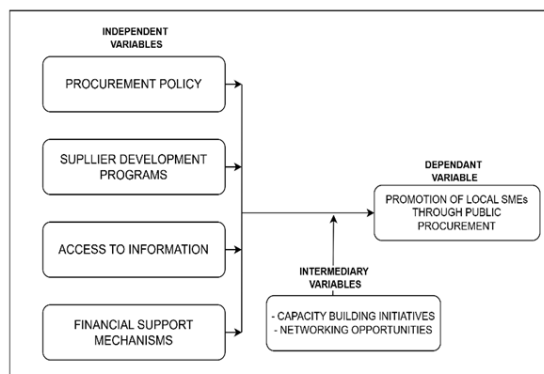 INDEPENDENT
VARIABLES
PROCUREMENT POLICY
SUPLLIER DEVELOPMENT
PROGRAMS
ACCESS TO INFORMATION
FINANCIAL SUPPORT
MECHANISMS
DEPENDANT
VARIABLE
PROMOTION OF LOCAL SMEs
THROUGH PUBLIC
PROCUREMENT
INTERMEDIARY
VARIABLES
- CAPACITY BUILDING INITIATIVES
- NETWORKING OPPORTUNITIES